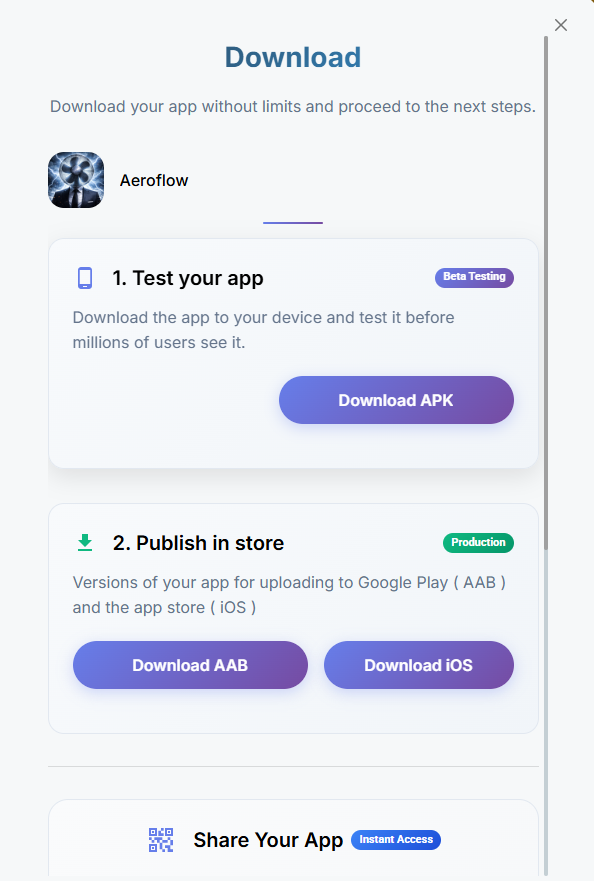 Download
Download your app without limits and proceed to the next steps.
Aeroflow
1. Test your app
Beta Testing
Download the app to your device and test it before
millions of users see it.
Download APK
2. Publish in store
Production
Versions of your app for uploading to Google Play ( AAB )
and the app store ( iOS )
Download AAB
Download iOS
Share Your App
Instant Access